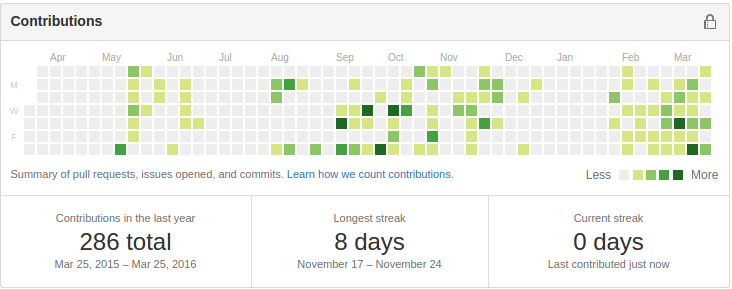 Contributions
Apr May Jun Jul Aug Sep Oct Nov Dec Jan Feb Mar
M
W
F
Summary of pull requests, issues opened, and commits. Learn how we count contributions.
Less More
Contributions in the last year
286 total
Mar 25, 2015 – Mar 25, 2016
Longest streak
8 days
November 17 – November 24
Current streak
0 days
Last contributed just now